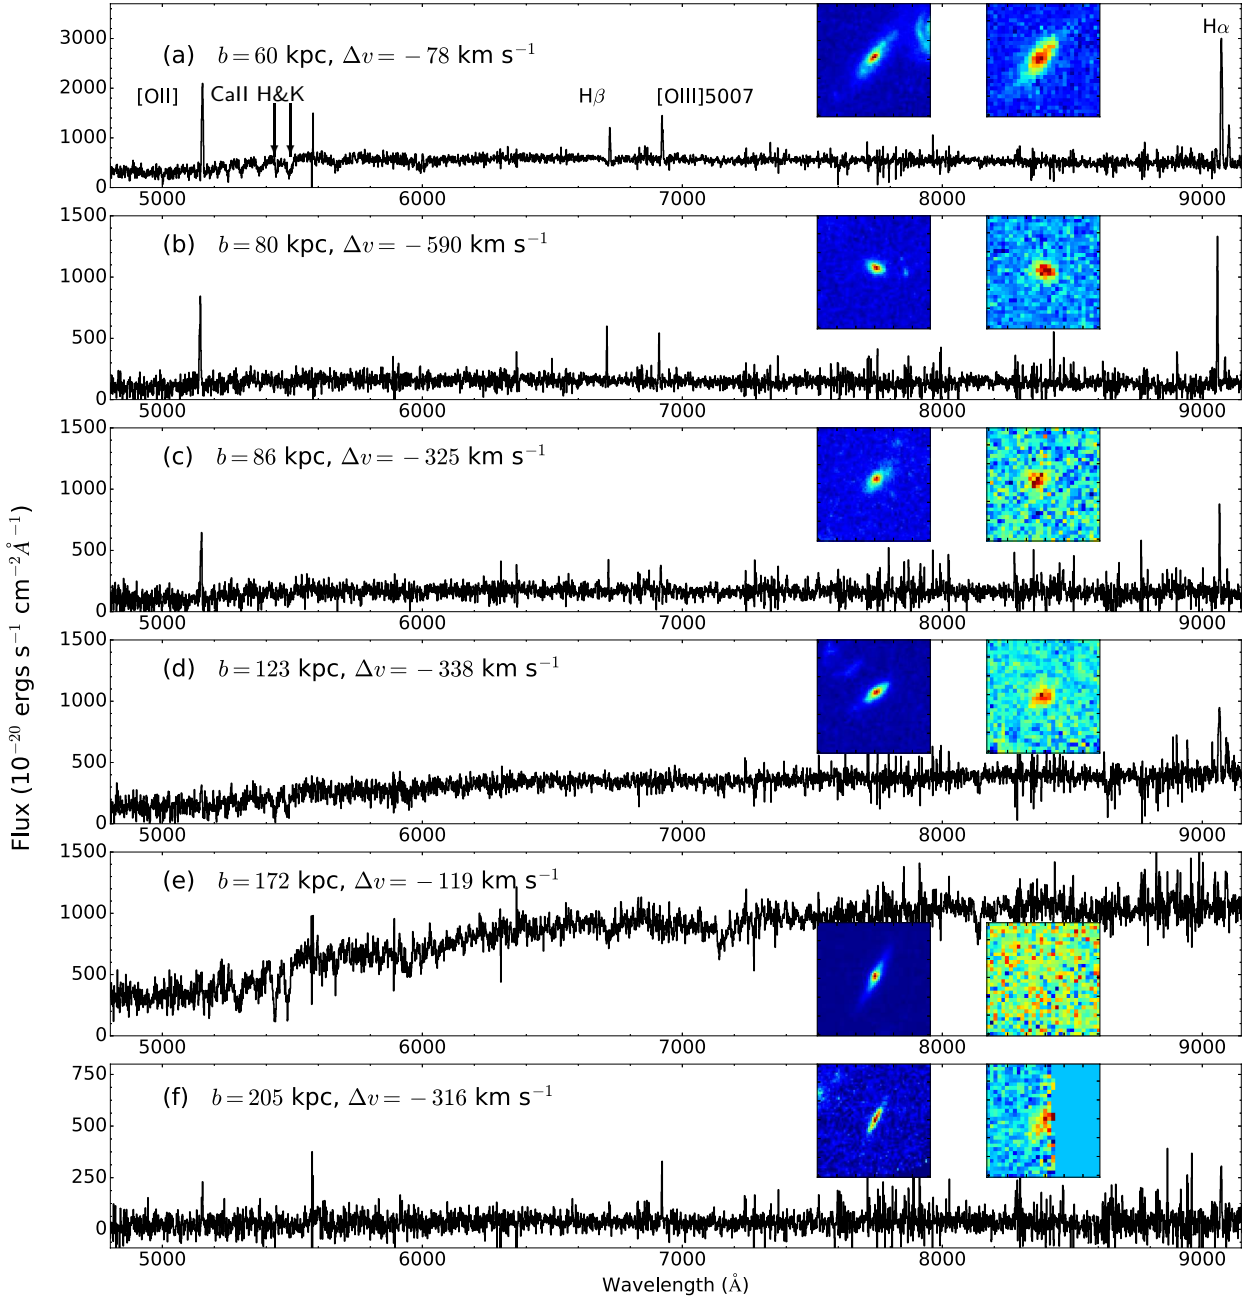 (a) b = 60 kpc, Δv = − 78 km s⁻¹
Hα
[OII] CaII H&K Hβ [OIII]5007
3000
2000
1000
0
5000 6000 7000 8000 9000
(b) b = 80 kpc, Δv = − 590 km s⁻¹
1500
1000
500
0
5000 6000 7000 8000 9000
(c) b = 86 kpc, Δv = − 325 km s⁻¹
1500
1000
500
0
5000 6000 7000 8000 9000
(d) b = 123 kpc, Δv = − 338 km s⁻¹
1500
1000
500
0
5000 6000 7000 8000 9000
(e) b = 172 kpc, Δv = − 119 km s⁻¹
1500
1000
500
0
5000 6000 7000 8000 9000
(f) b = 205 kpc, Δv = − 316 km s⁻¹
750
500
250
0
5000 6000 7000 8000 9000
Wavelength (Å)
Flux (10⁻²⁰ ergs s⁻¹ cm⁻²Å⁻¹)